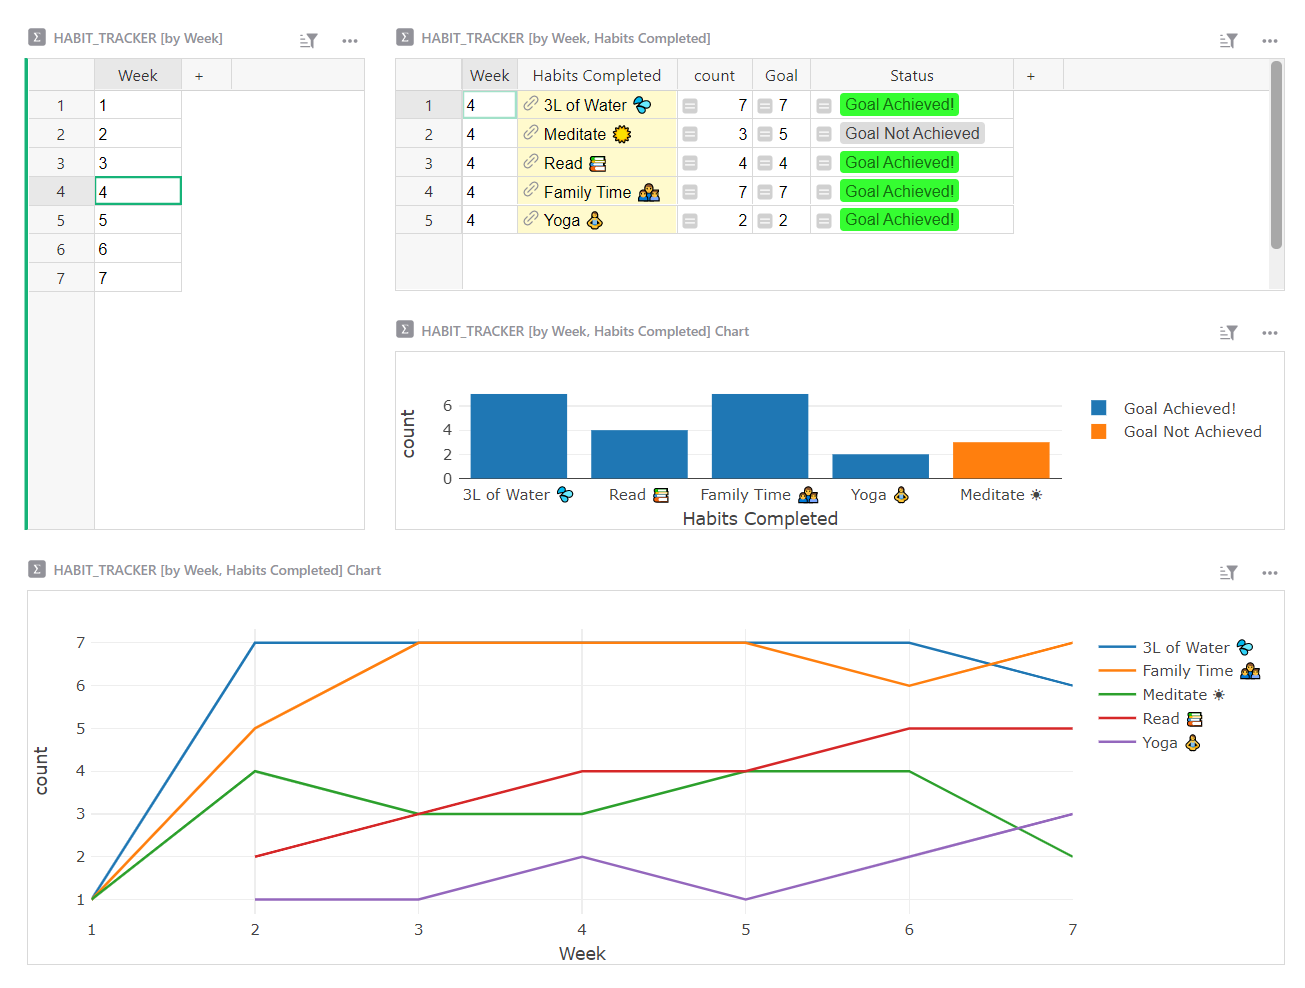 Σ HABIT_TRACKER [by Week]
Week +
1 1
2 2
3 3
4 4
5 5
6 6
7 7
Σ HABIT_TRACKER [by Week, Habits Completed]
Week Habits Completed count Goal Status +
1 4 3L of Water = 7 = 7 = Goal Achieved!
2 4 Meditate = 3 = 5 = Goal Not Achieved
3 4 Read = 4 = 4 = Goal Achieved!
4 4 Family Time = 7 = 7 = Goal Achieved!
5 4 Yoga = 2 = 2 = Goal Achieved!
Σ HABIT_TRACKER [by Week, Habits Completed] Chart
count
6
4
2
0
3L of Water Read Family Time Yoga Meditate
Habits Completed
Goal Achieved!
Goal Not Achieved
Σ HABIT_TRACKER [by Week, Habits Completed] Chart
count
7
6
5
4
3
2
1
1 2 3 4 5 6 7
Week
3L of Water
Family Time
Meditate
Read
Yoga